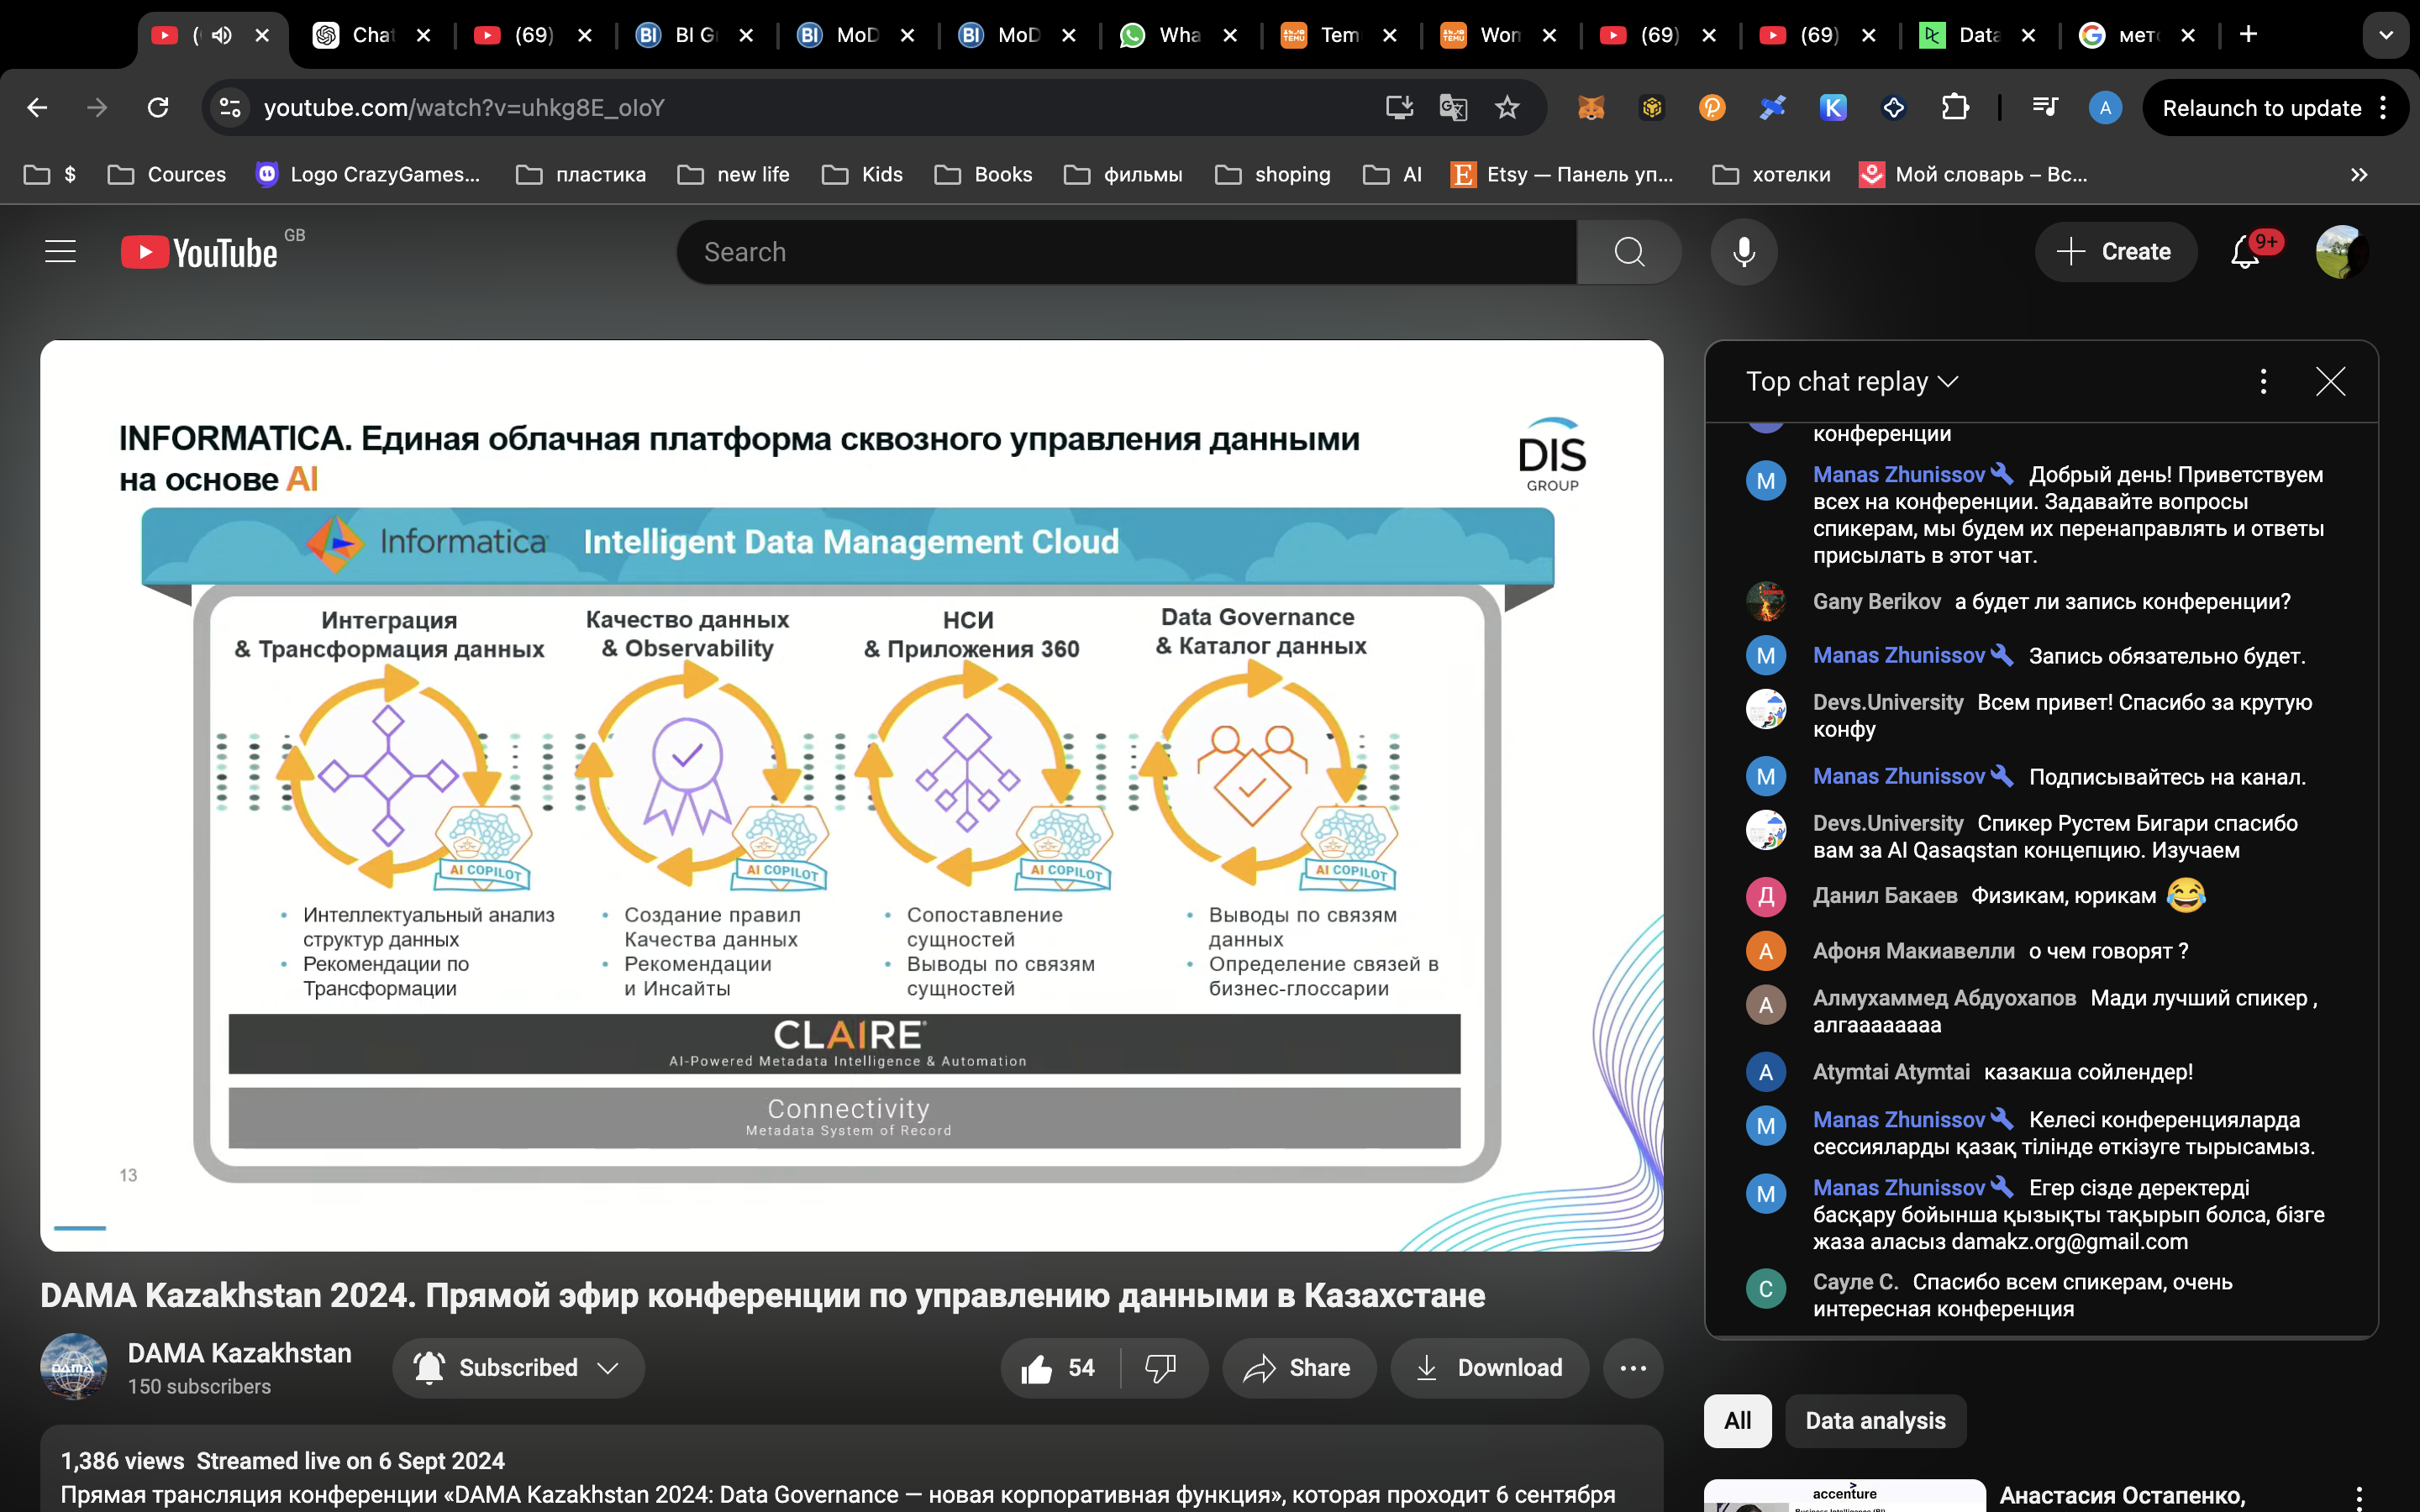 Chat
(69)
BI G
MoD
MoD
Wha
Tem
Won
(69)
(69)
Data
мет
youtube.com/watch?v=uhkg8E_oIoY
Relaunch to update
$
Cources
Logo CrazyGames...
пластика
new life
Kids
Books
фильмы
shoping
AI
Etsy — Панель уп...
хотелки
Мой словарь – Вс...
YouTube GB
Search
Create
9+
INFORMATICA. Единая облачная платформа сквозного управления данными
на основе AI
DIS
GROUP
Informatica Intelligent Data Management Cloud
Интеграция
& Трансформация данных
Качество данных
& Observability
НСИ
& Приложения 360
Data Governance
& Каталог данных
AI COPILOT
AI COPILOT
AI COPILOT
AI COPILOT
• Интеллектуальный анализ
структур данных
• Рекомендации по
Трансформации
• Создание правил
Качества данных
• Рекомендации
и Инсайты
• Сопоставление
сущностей
• Выводы по связям
сущностей
• Выводы по связям
данных
• Определение связей в
бизнес-глоссарии
CLAIRE
AI-Powered Metadata Intelligence & Automation
Connectivity
Metadata System of Record
13
DAMA Kazakhstan 2024. Прямой эфир конференции по управлению данными в Казахстане
DAMA Kazakhstan
150 subscribers
Subscribed
54
Share
Download
1,386 views Streamed live on 6 Sept 2024
Прямая трансляция конференции «DAMA Kazakhstan 2024: Data Governance — новая корпоративная функция», которая проходит 6 сентября
Top chat replay
конференции
Manas Zhunissov Добрый день! Приветствуем
всех на конференции. Задавайте вопросы
спикерам, мы будем их перенаправлять и ответы
присылать в этот чат.
Gany Berikov а будет ли запись конференции?
Manas Zhunissov Запись обязательно будет.
Devs.University Всем привет! Спасибо за крутую
конфу
Manas Zhunissov Подписывайтесь на канал.
Devs.University Спикер Рустем Бигари спасибо
вам за AI Qasaqstan концепцию. Изучаем
Данил Бакаев Физикам, юрикам 😂
Афоня Макиавелли о чем говорят ?
Алмухаммед Абдуохапов Мади лучший спикер ,
алгаааааааа
Atymtai Atymtai казакша сойлендер!
Manas Zhunissov Келесі конференцияларда
сессияларды қазақ тілінде өткізуге тырысамыз.
Manas Zhunissov Егер сізде деректерді
басқару бойынша қызықты тақырып болса, бізге
жаза аласыз damakz.org@gmail.com
Сауле С. Спасибо всем спикерам, очень
интересная конференция
All
Data analysis
accenture
Анастасия Остапенко,